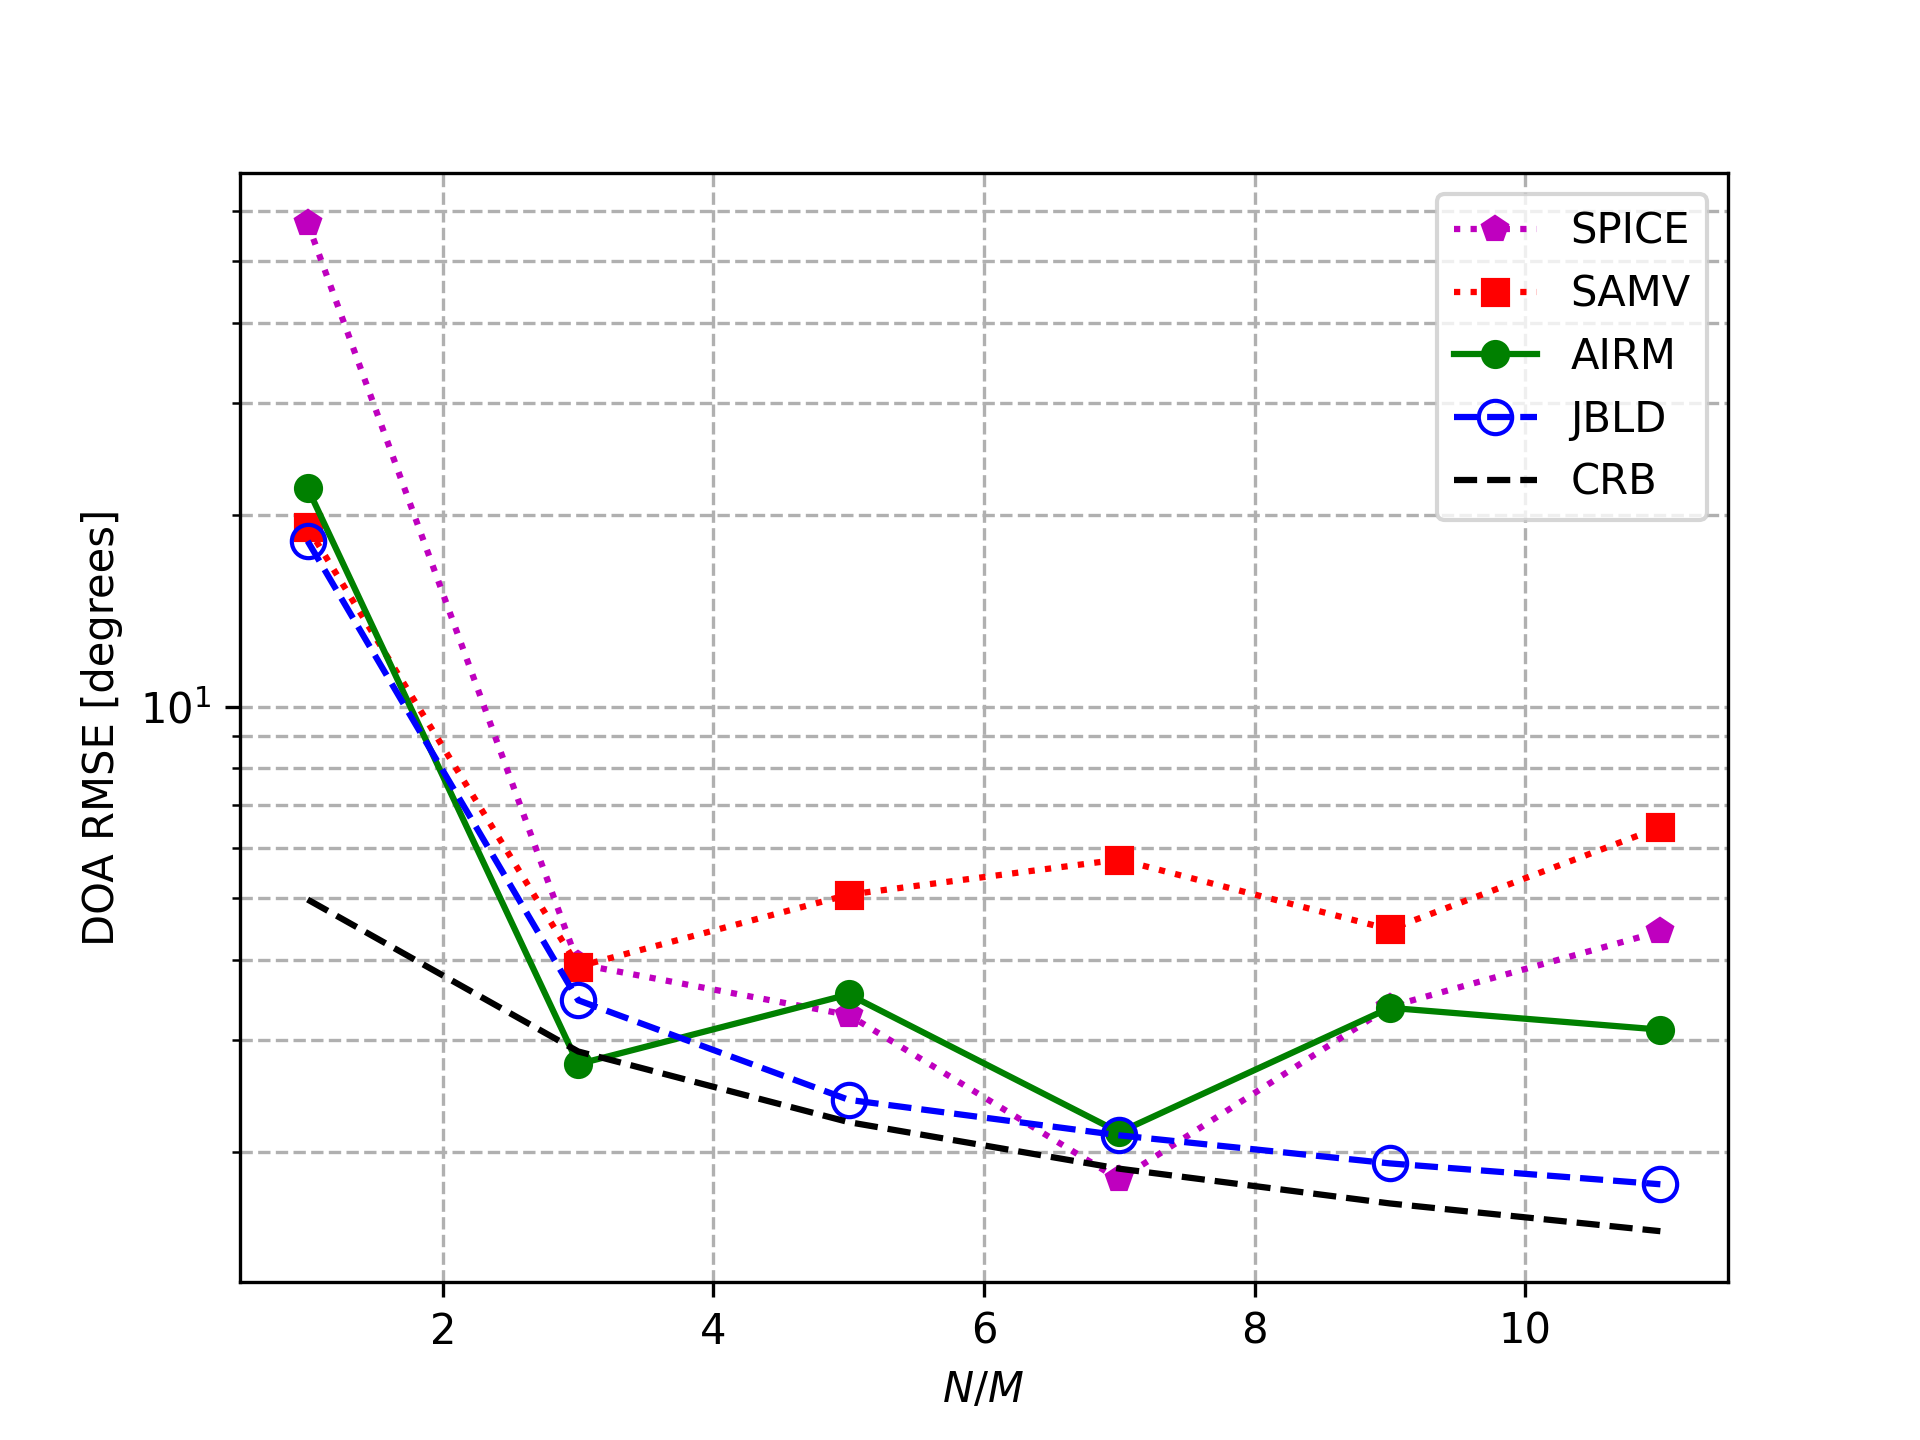 SPICE
SAMV
AIRM
JBLD
CRB
DOA RMSE [degrees]
10¹
2 4 6 8 10
N/M